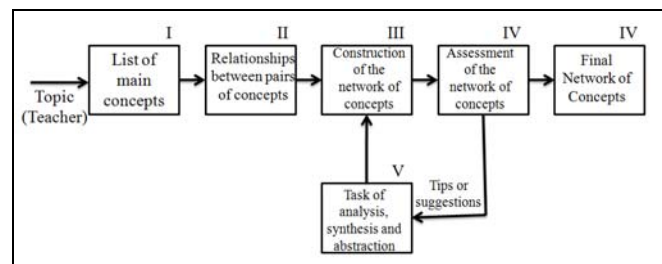 I
List of
main
concepts
II
Relationships
between pairs
of concepts
III
Construction
of the
network of
concepts
IV
Assessment
of the
network of
concepts
IV
Final
Network of
Concepts
Topic
(Teacher)
V
Task of
analysis,
synthesis and
abstraction
Tips or
suggestions